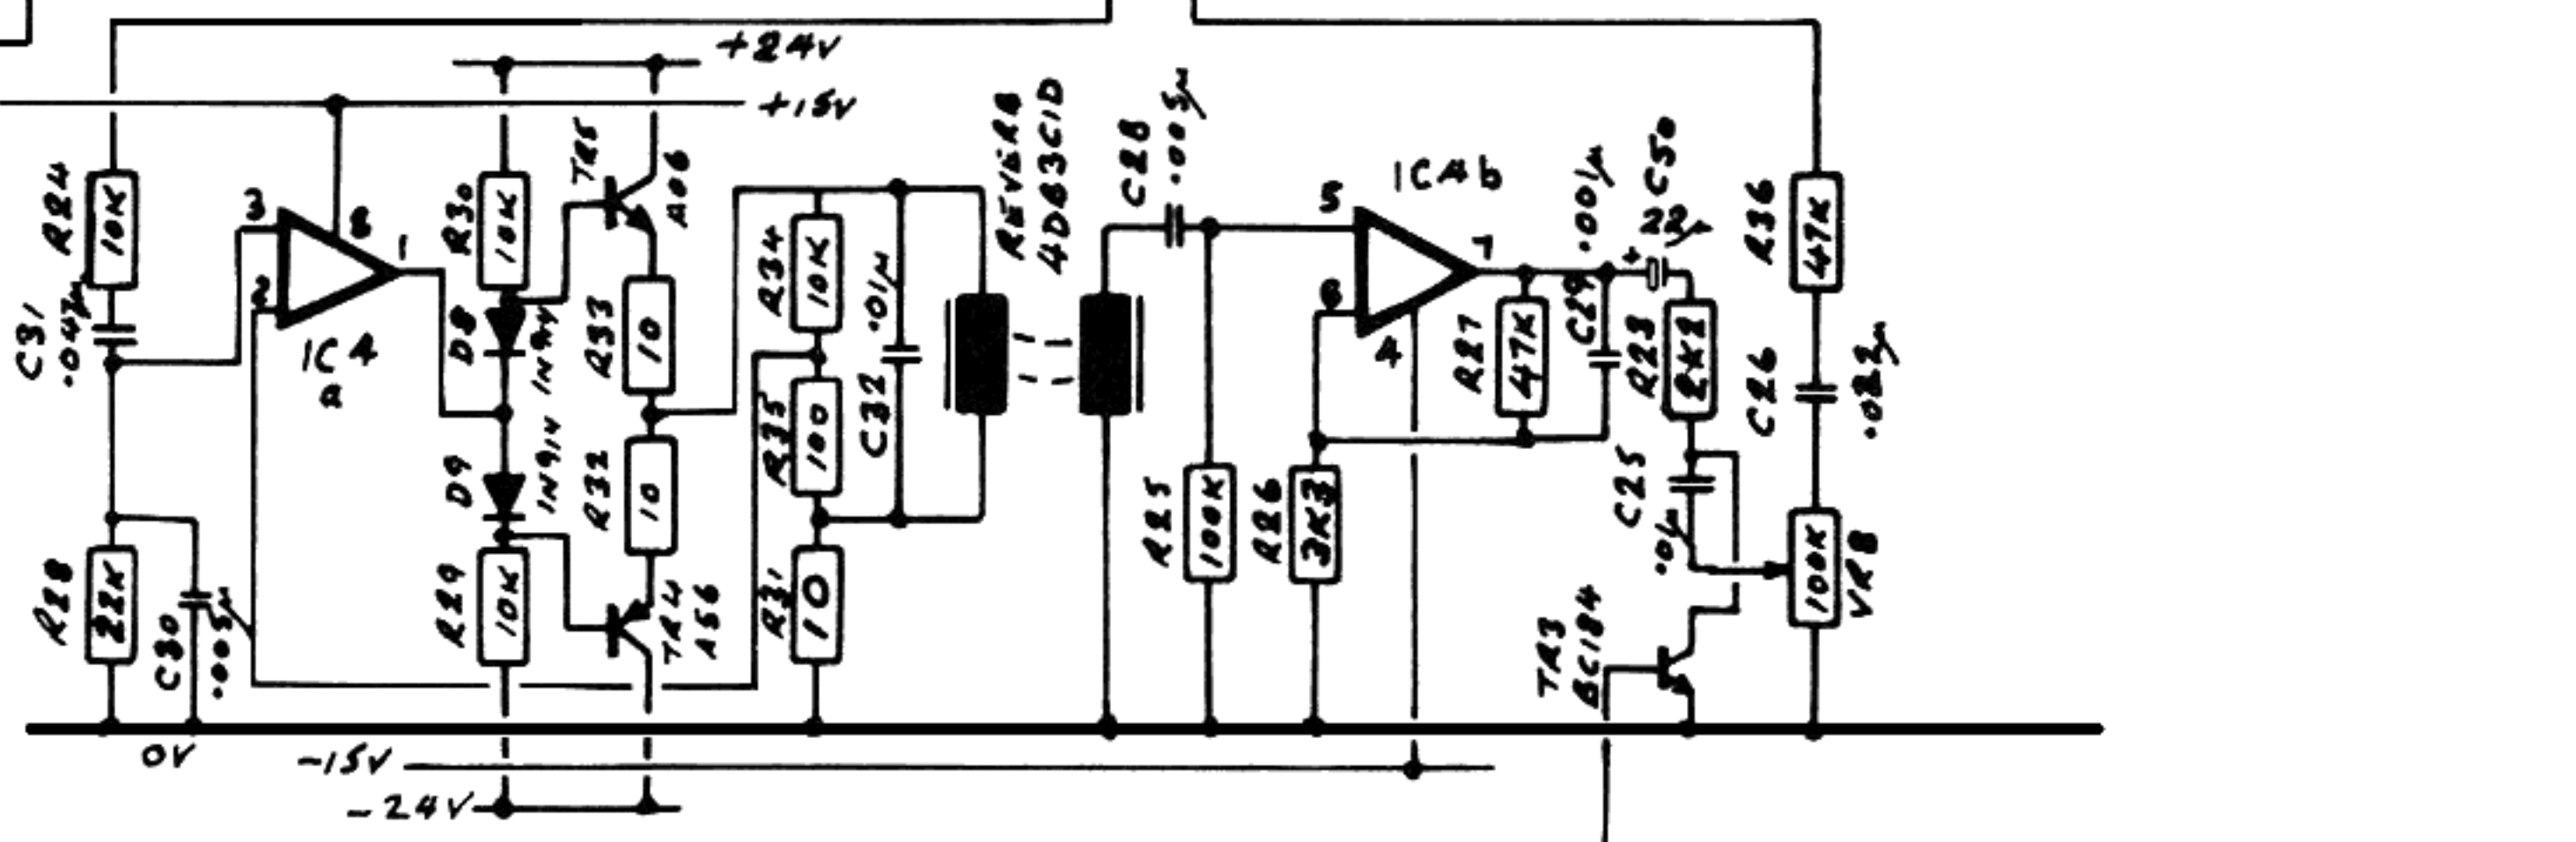 +24V
+15V
R24
10K
C31
.047µ
3
2
8
1
IC4
a
R30
10K
TR5
A06
D8
IN914
R33
10
D9
IN914
R32
10
R29
10K
TR4
A56
R28
22K
C30
.005µ
R34
10K
.01µ
C32
R35
100
R31
10
REVERB
4DB3C1D
C28
.005µ
5
6
IC4b
7
4
R25
100K
R26
3K3
R27
47K
.001µ
C29
C50
22µ
+
R23
2K2
C25
.01µ
R36
47K
C26
.022µ
100K
VR8
TR3
BC184
0V
-15V
-24V